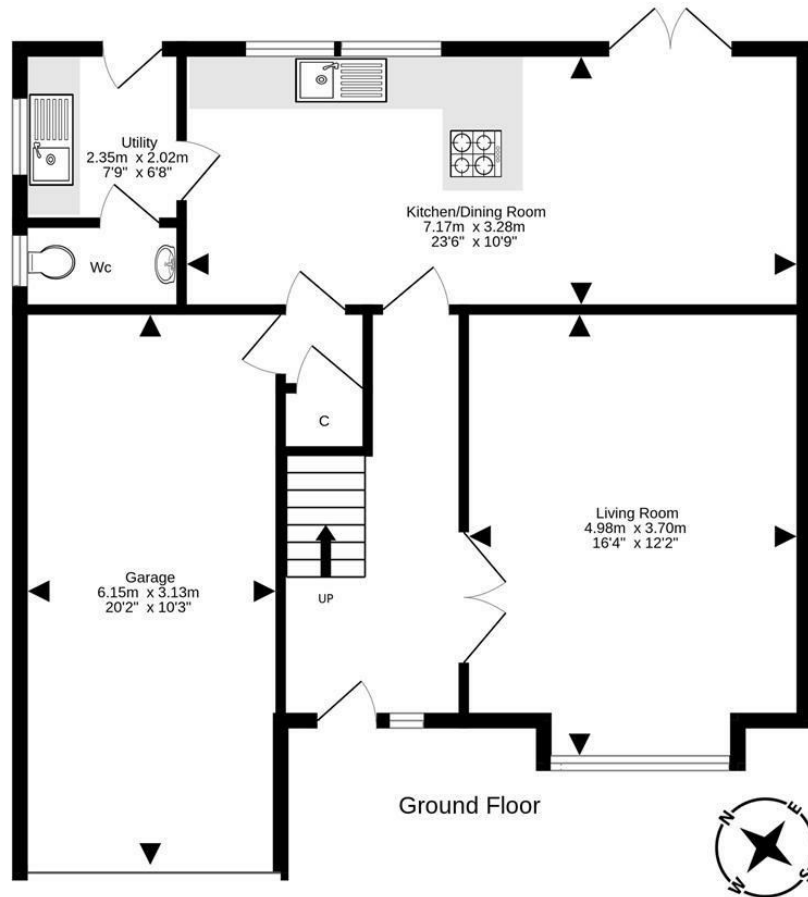 Utility
2.35m x 2.02m
7'9" x 6'8"
Kitchen/Dining Room
7.17m x 3.28m
23'6" x 10'9"
Wc
C
Living Room
4.98m x 3.70m
16'4" x 12'2"
Garage
6.15m x 3.13m
20'2" x 10'3"
UP
Ground Floor
N
E
W
S